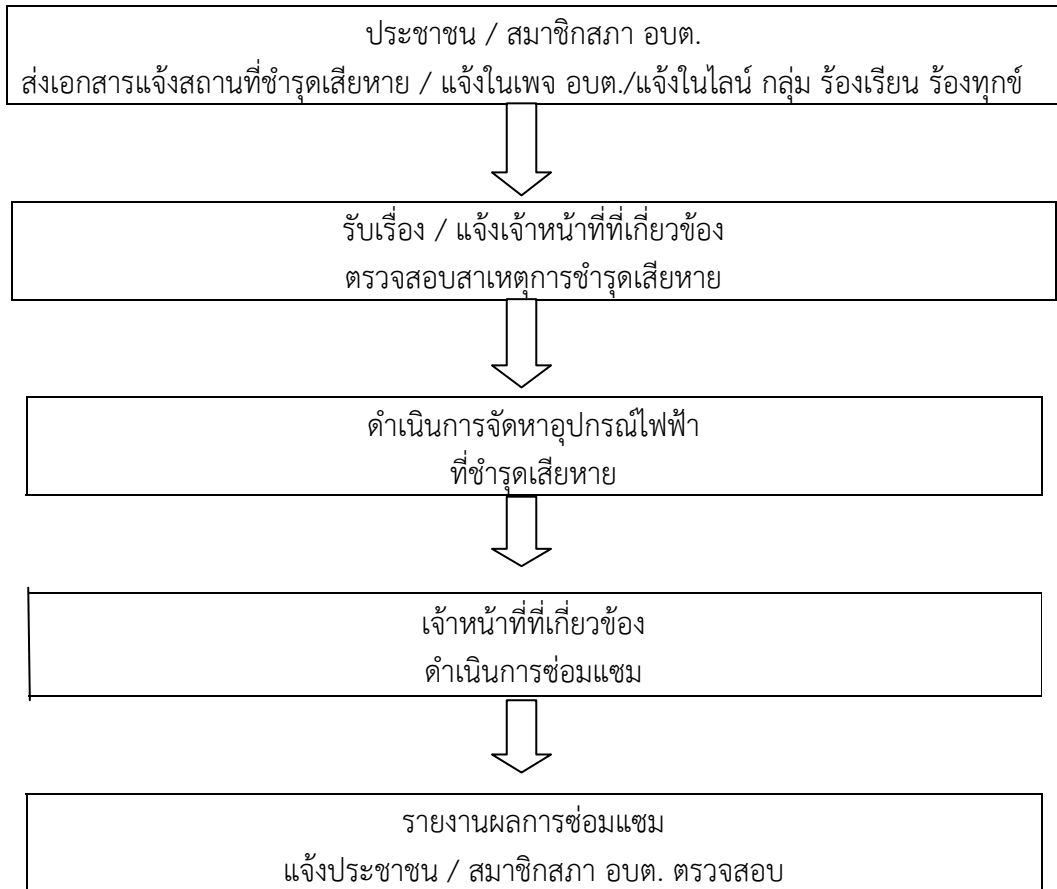 ประชาชน / สมาชิกสภา อบต.
ส่งเอกสารแจ้งสถานที่ชำรุดเสียหาย / แจ้งในเพจ อบต./แจ้งในไลน์ กลุ่ม ร้องเรียน ร้องทุกข์
รับเรื่อง / แจ้งเจ้าหน้าที่ที่เกี่ยวข้อง
ตรวจสอบสาเหตุการชำรุดเสียหาย
ดำเนินการจัดหาอุปกรณ์ไฟฟ้า
ที่ชำรุดเสียหาย
เจ้าหน้าที่ที่เกี่ยวข้อง
ดำเนินการซ่อมแซม
รายงานผลการซ่อมแซม
แจ้งประชาชน / สมาชิกสภา อบต. ตรวจสอบ